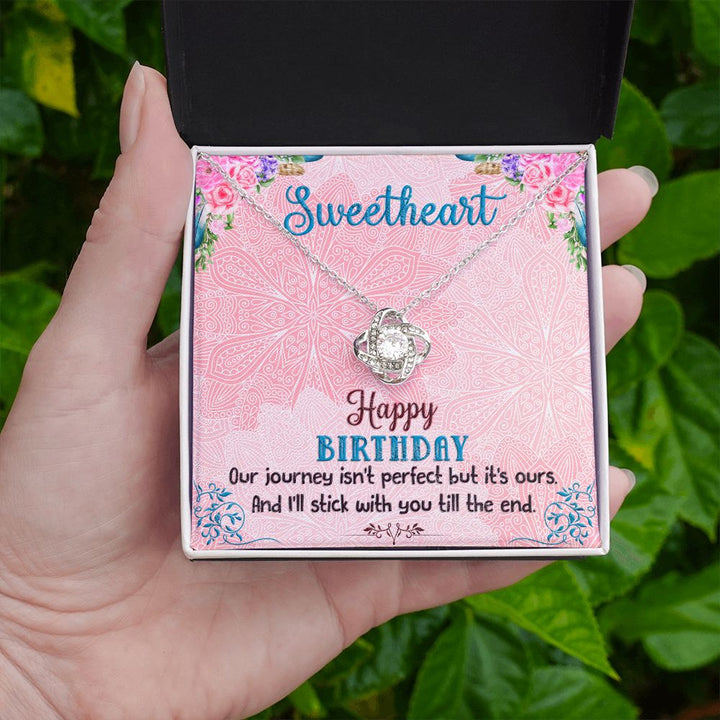 Sweetheart
Happy
BIRTHDAY
Our journey isn't perfect but it's ours.
And I'll stick with you till the end.